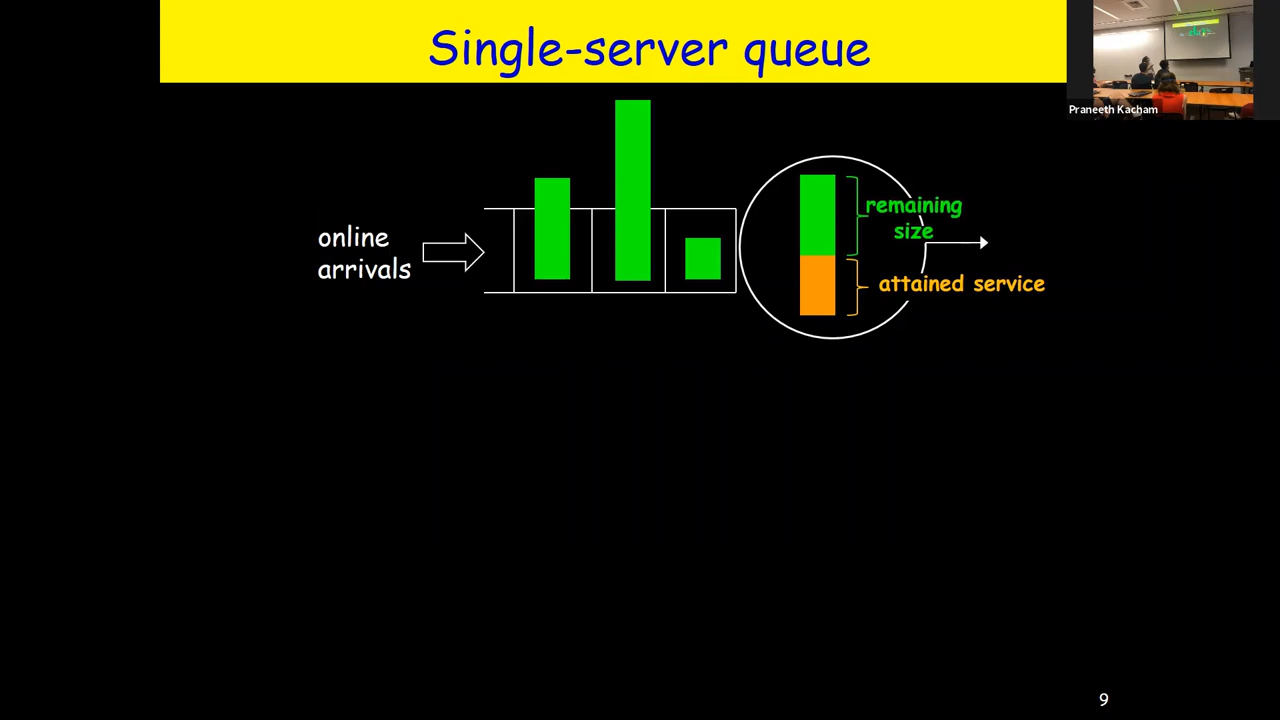 Single-server queue
Praneeth Kacham
online
arrivals
remaining
size
attained service
9